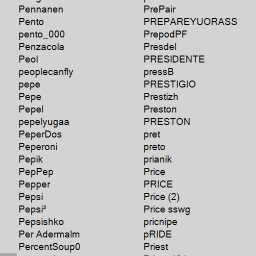 Pennanen
Pento
pento_000
Penzacola
Peol
peoplecanfly
pepe
Pepe
Pepel
pepelyugaa
PeperDos
Peperoni
Pepik
PepPep
Pepper
Pepsi
Pepsi²
Pepsishko
Per Adermalm
PercentSoup0
PrePair
PREPAREYUORASS
PrepodPF
Presdel
PRESIDENTE
pressB
PRESTIGIO
Prestizh
Preston
PRESTON
pret
preto
prianik
Price
PRICE
Price (2)
Price sswg
pricnipe
pRIDE
Priest